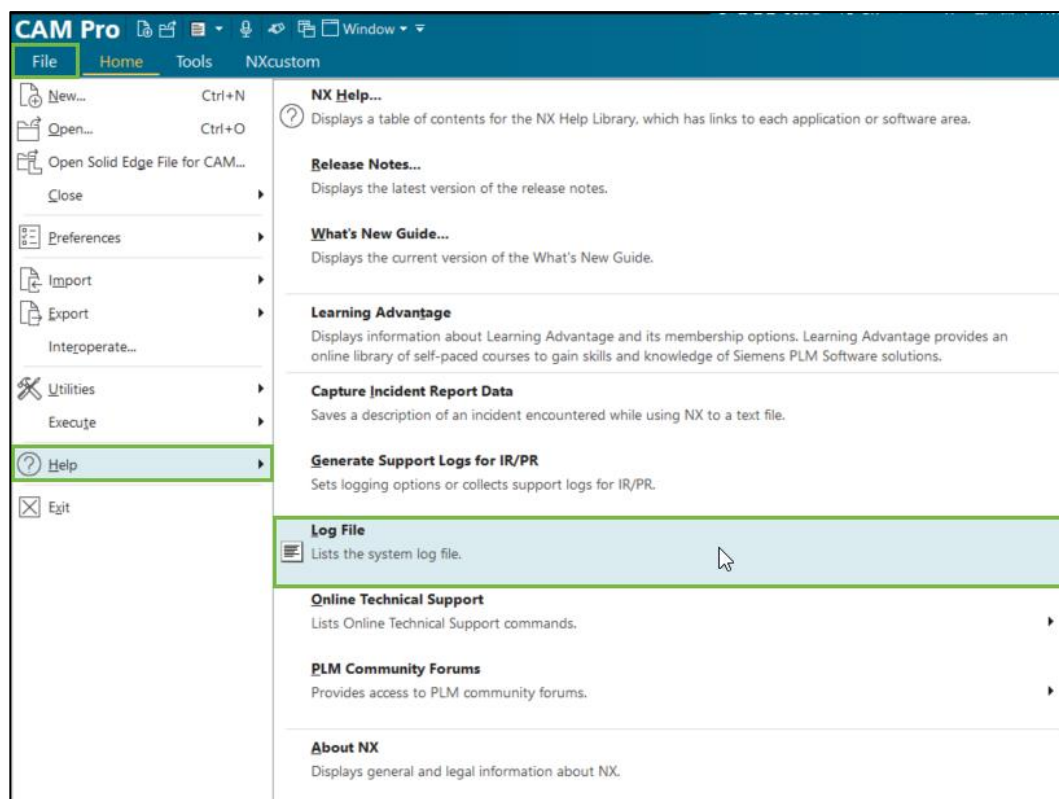 CAM Pro
Window
File Home Tools NXcustom
New... Ctrl+N
Open... Ctrl+O
Open Solid Edge File for CAM...
Close
Preferences
Import
Export
Interoperate...
Utilities
Execute
Help
Exit
NX Help...
Displays a table of contents for the NX Help Library, which has links to each application or software area.
Release Notes...
Displays the latest version of the release notes.
What's New Guide...
Displays the current version of the What's New Guide.
Learning Advantage
Displays information about Learning Advantage and its membership options. Learning Advantage provides an
online library of self-paced courses to gain skills and knowledge of Siemens PLM Software solutions.
Capture Incident Report Data
Saves a description of an incident encountered while using NX to a text file.
Generate Support Logs for IR/PR
Sets logging options or collects support logs for IR/PR.
Log File
Lists the system log file.
Online Technical Support
Lists Online Technical Support commands.
PLM Community Forums
Provides access to PLM community forums.
About NX
Displays general and legal information about NX.